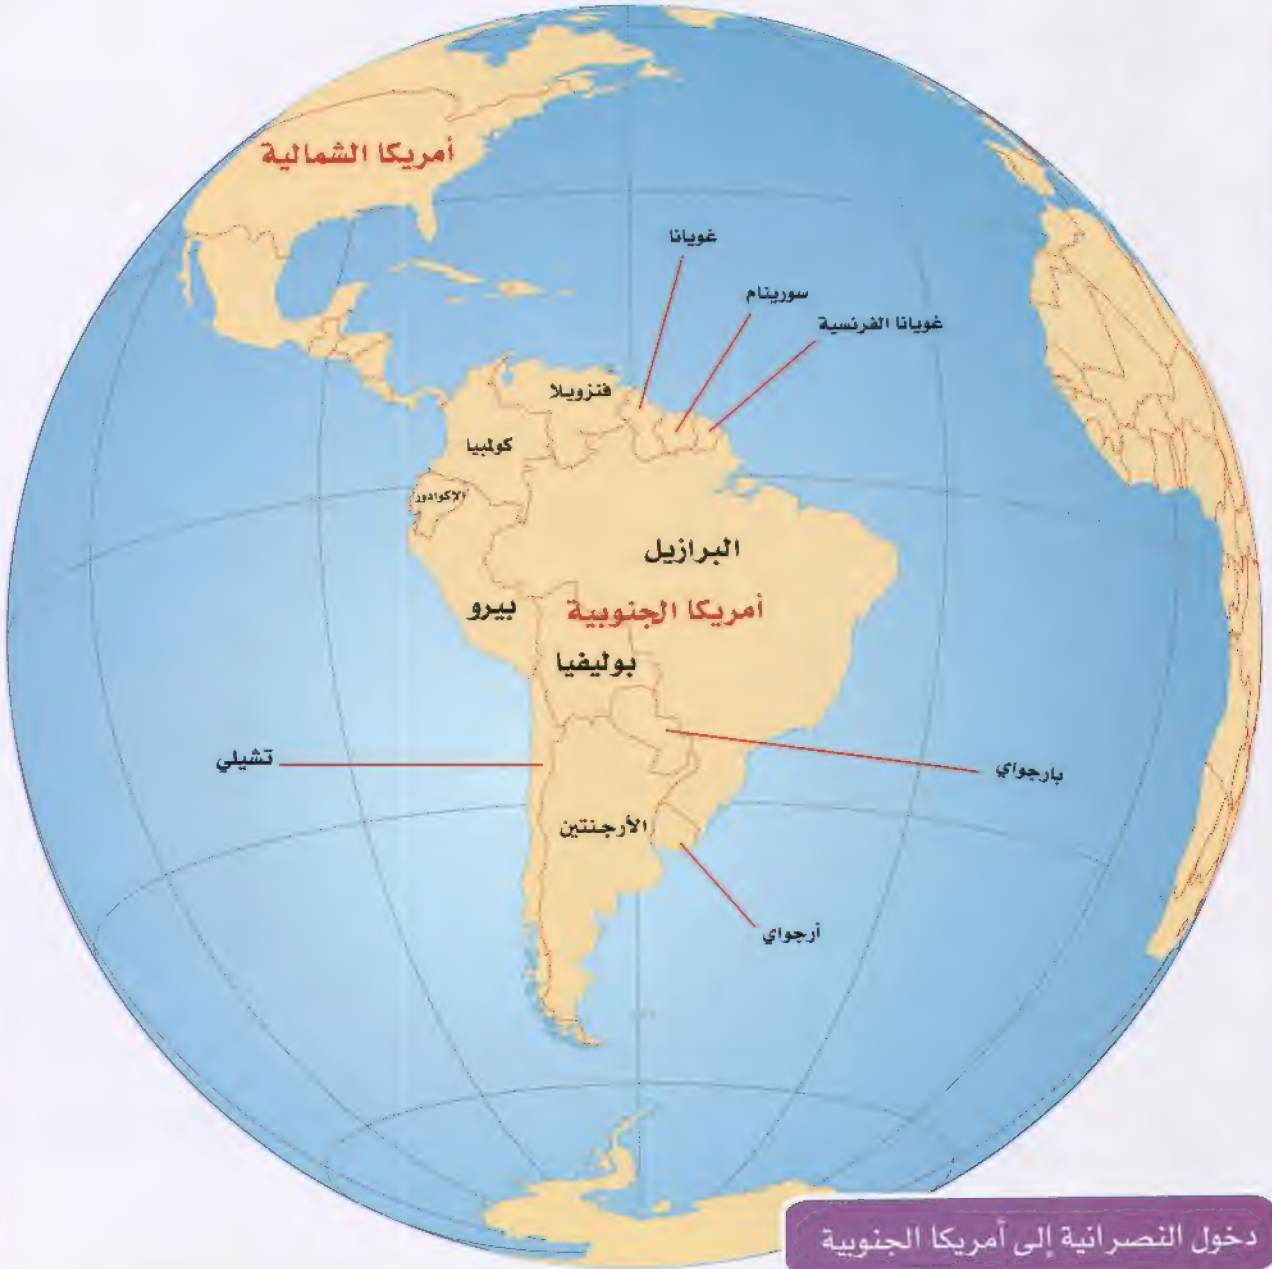 أمريكا الشمالية
غويانا
سورينام
غويانا الفرنسية
فنزويلا
كولمبيا
الإكوادور
البرازيل
أمريكا الجنوبية
بيرو
بوليفيا
تشيلي
بارجواي
الأرجنتين
أرجواي
دخول النصرانية إلى أمريكا الجنوبية